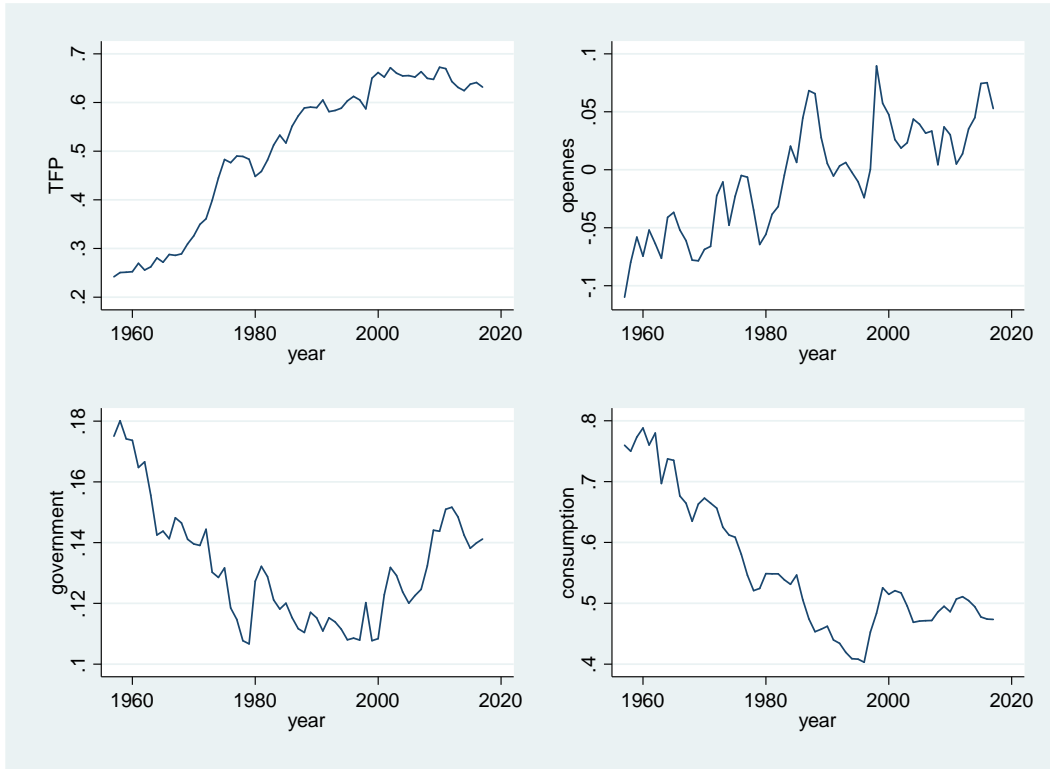 TFP
.7
.6
.5
.4
.3
.2
1960 1980 2000 2020
year
opennes
.1
.05
0
-.05
-.1
1960 1980 2000 2020
year
government
.18
.16
.14
.12
.1
1960 1980 2000 2020
year
consumption
.8
.7
.6
.5
.4
1960 1980 2000 2020
year